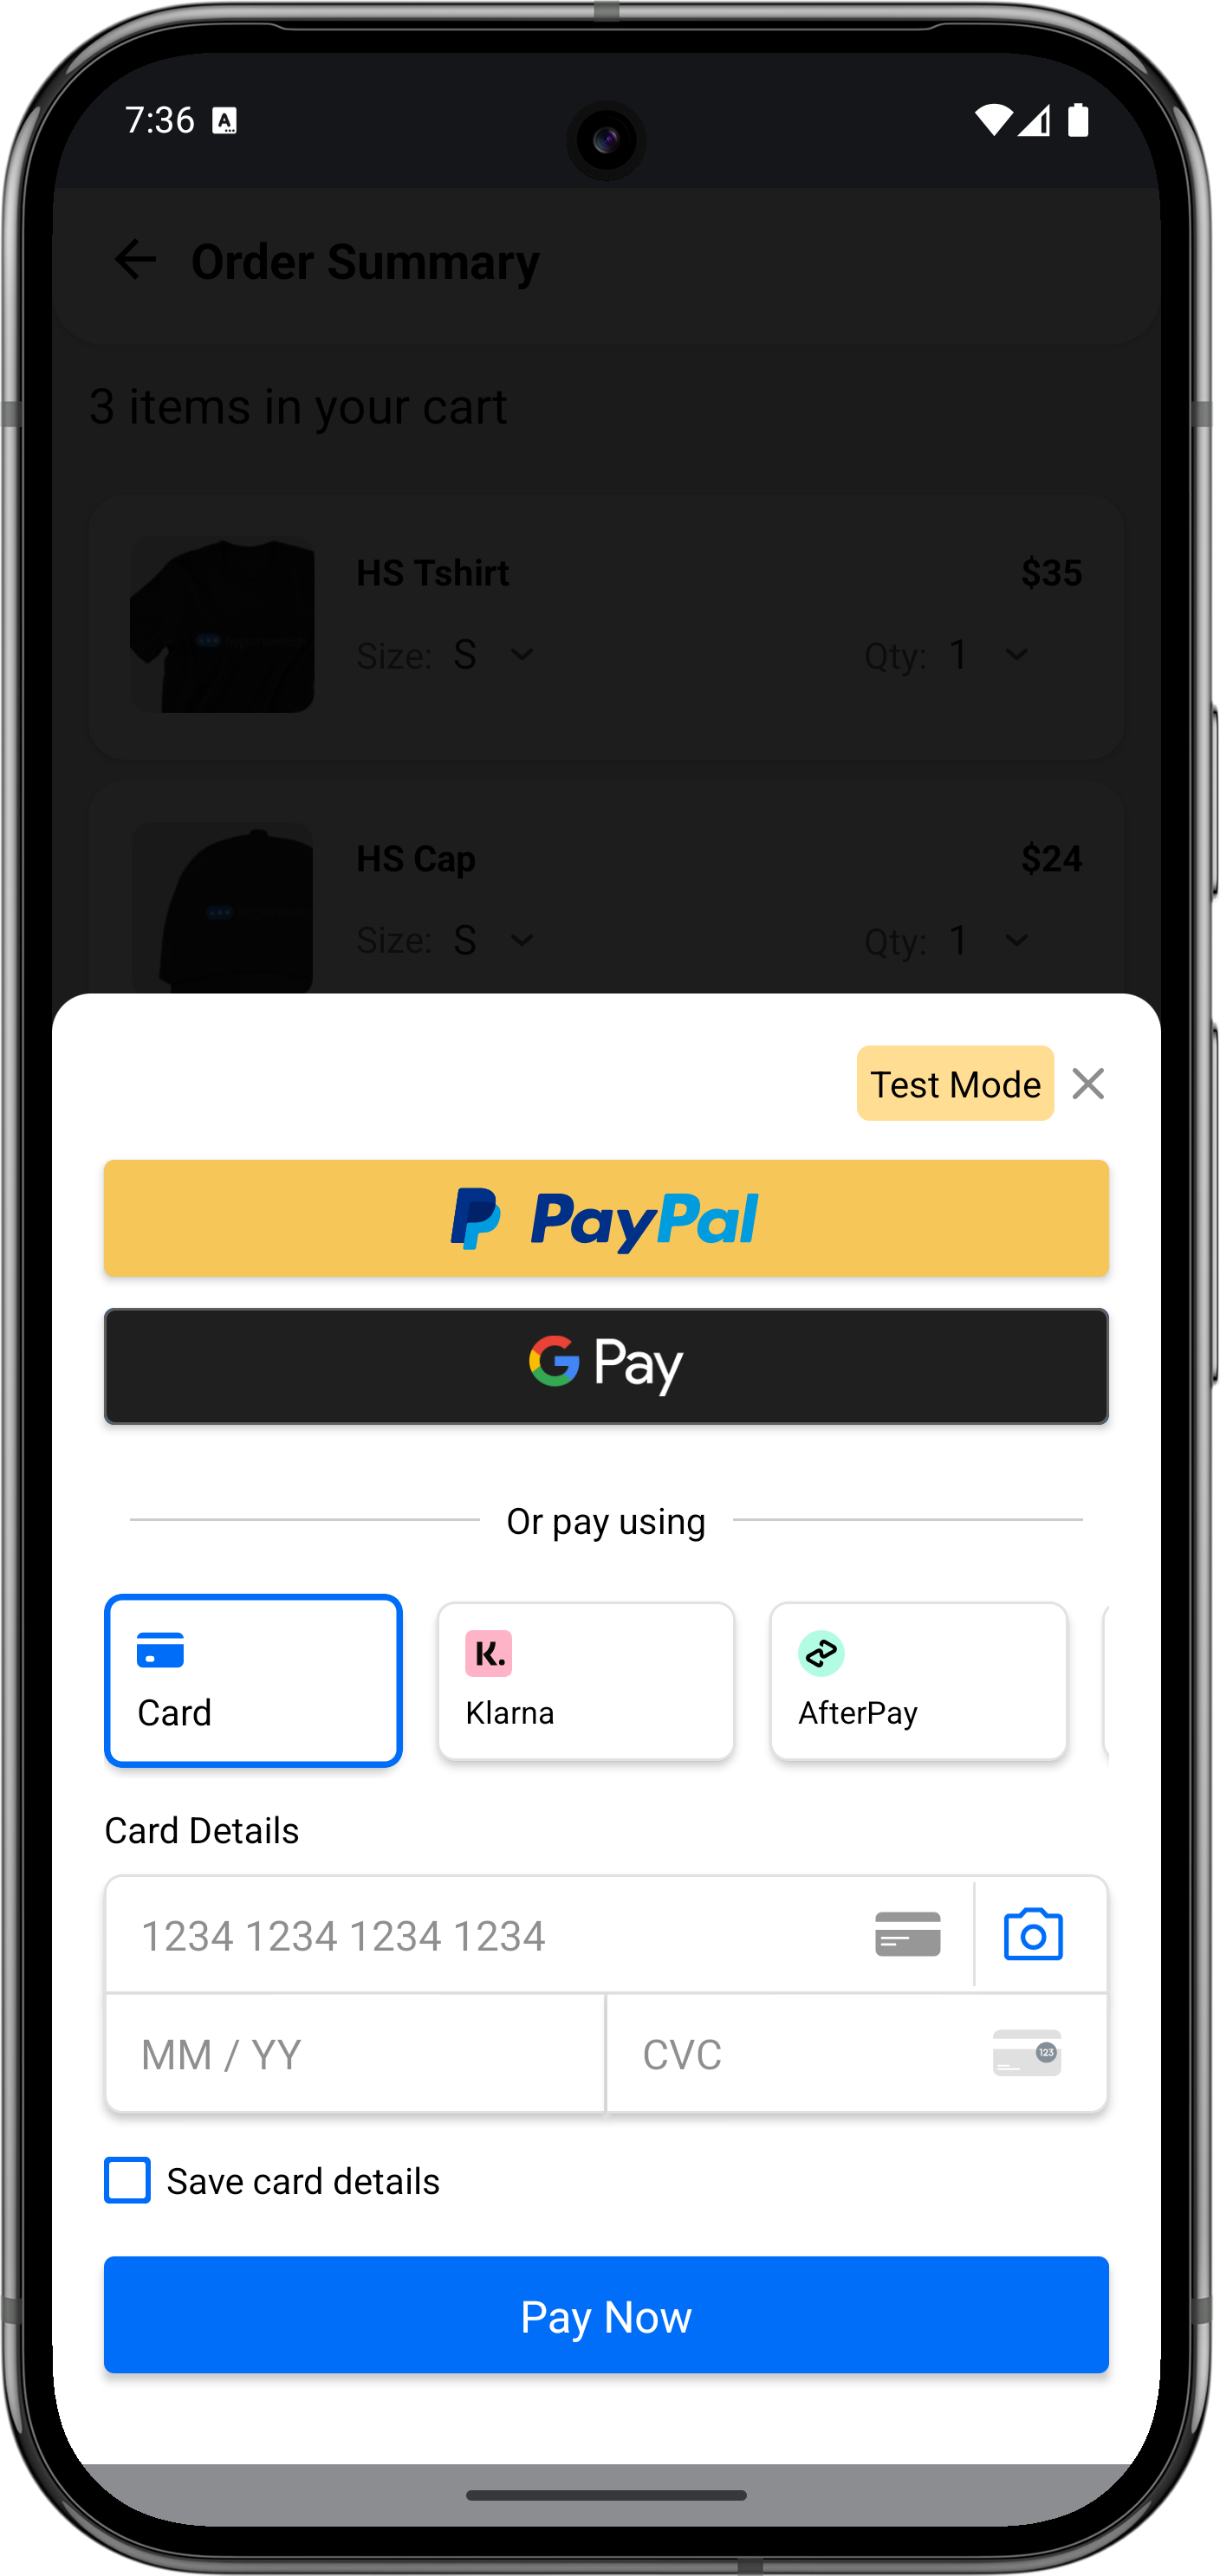 7:36 A
Order Summary
3 items in your cart
HS Tshirt $35
Size: S Qty: 1
HS Cap $24
Size: S Qty: 1
Test Mode
PayPal
G Pay
Or pay using
K.
Card Klarna AfterPay
Card Details
1234 1234 1234 1234
MM / YY CVC 123
Save card details
Pay Now